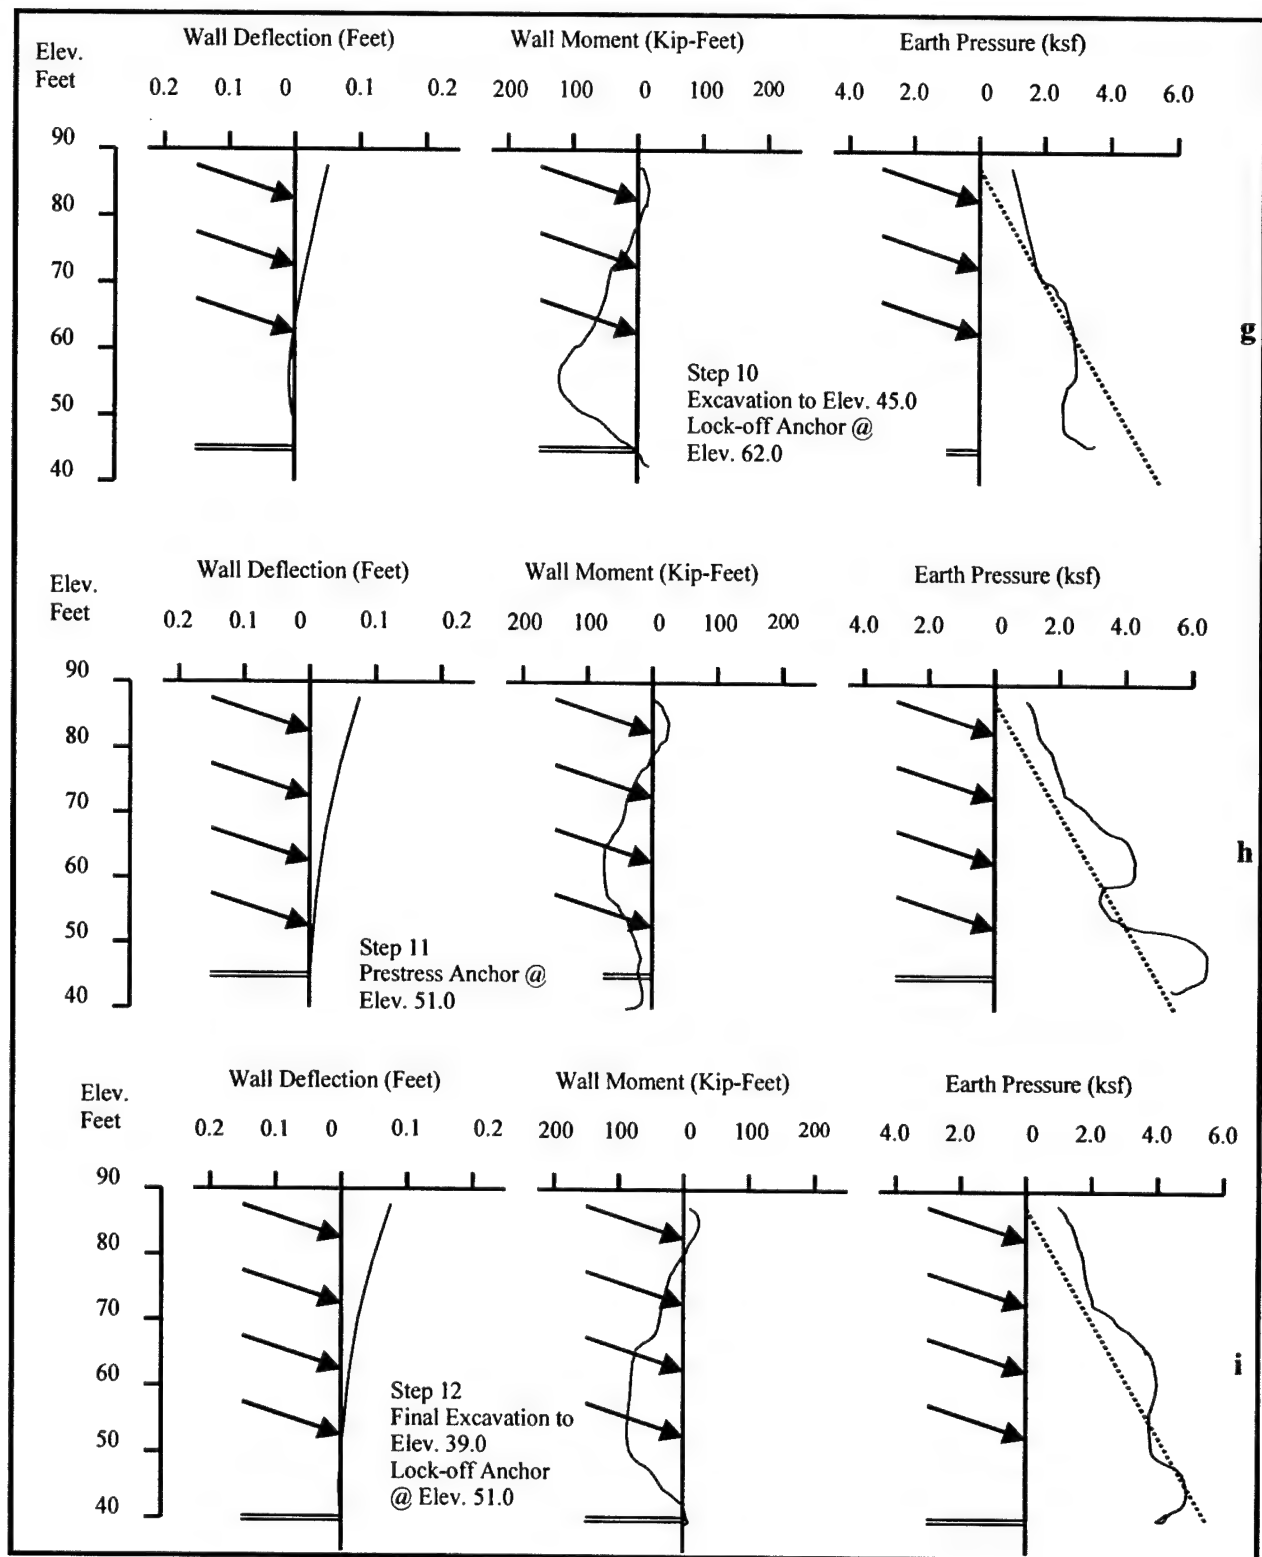 Wall Deflection (Feet) Wall Moment (Kip-Feet) Earth Pressure (ksf)
Elev.
Feet
0.2 0.1 0 0.1 0.2 200 100 0 100 200 4.0 2.0 0 2.0 4.0 6.0
90
80
70
60
50
40
Step 10
Excavation to Elev. 45.0
Lock-off Anchor @
Elev. 62.0
g
Wall Deflection (Feet) Wall Moment (Kip-Feet) Earth Pressure (ksf)
Elev.
Feet
0.2 0.1 0 0.1 0.2 200 100 0 100 200 4.0 2.0 0 2.0 4.0 6.0
90
80
70
60
50
40
Step 11
Prestress Anchor @
Elev. 51.0
h
Wall Deflection (Feet) Wall Moment (Kip-Feet) Earth Pressure (ksf)
Elev.
Feet
0.2 0.1 0 0.1 0.2 200 100 0 100 200 4.0 2.0 0 2.0 4.0 6.0
90
80
70
60
50
40
Step 12
Final Excavation to
Elev. 39.0
Lock-off Anchor
@ Elev. 51.0
i